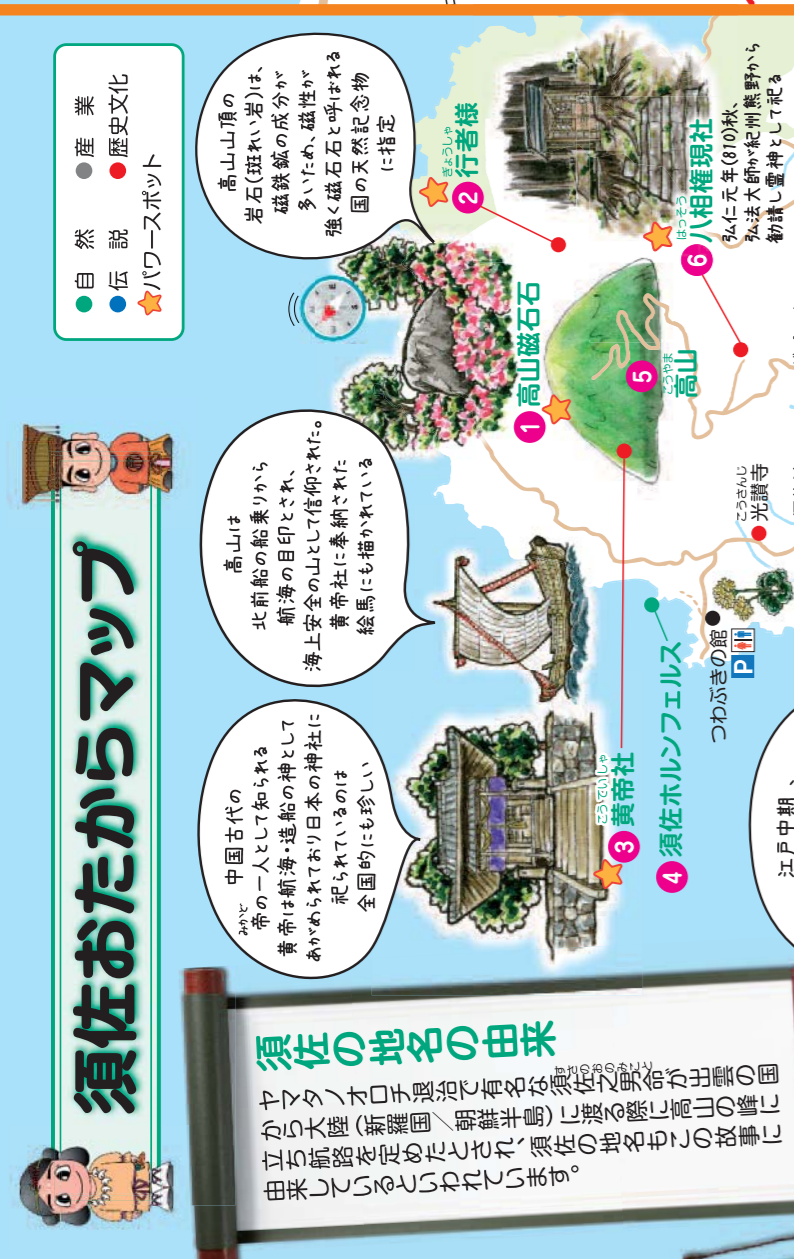 須佐おたからマップ
●自然 ●産業
●伝説 ●歴史文化
パワースポット
須佐の地名の由来
ヤマタノオロチ退治で有名な須佐之男命が出雲の国
すさのおのみこと
から大陸(新羅国/朝鮮半島)に渡る際に高山の峰に
立ち航路を定めたとされ、須佐の地名もこの故事に
由来しているといわれています。
中国古代の
みかど
帝の一人として知られる
黄帝は航海・造船の神として
あがめられており日本の神社に
祀られているのは
全国的にも珍しい
高山は
北前船の船乗りから
航海の目印とされ、
海上安全の山として信仰された。
黄帝社に奉納された
絵馬にも描かれている
高山山頂の
岩石(斑れい岩)は、
磁鉄鉱の成分が
多いため、磁性が
強く磁石石と呼ばれる
国の天然記念物
に指定
1 高山磁石石
ぎょうじゃ
2 行者様
こうていしゃ
3 黄帝社
4 須佐ホルンフェルス
5
こうやま
高山
はっそう
6 八相権現社
弘仁元年(810)秋、
弘法大師が紀州熊野から
勧請し霊神として祀る
つわぶきの館
P
こうさんじ
光讃寺
江戸中期、